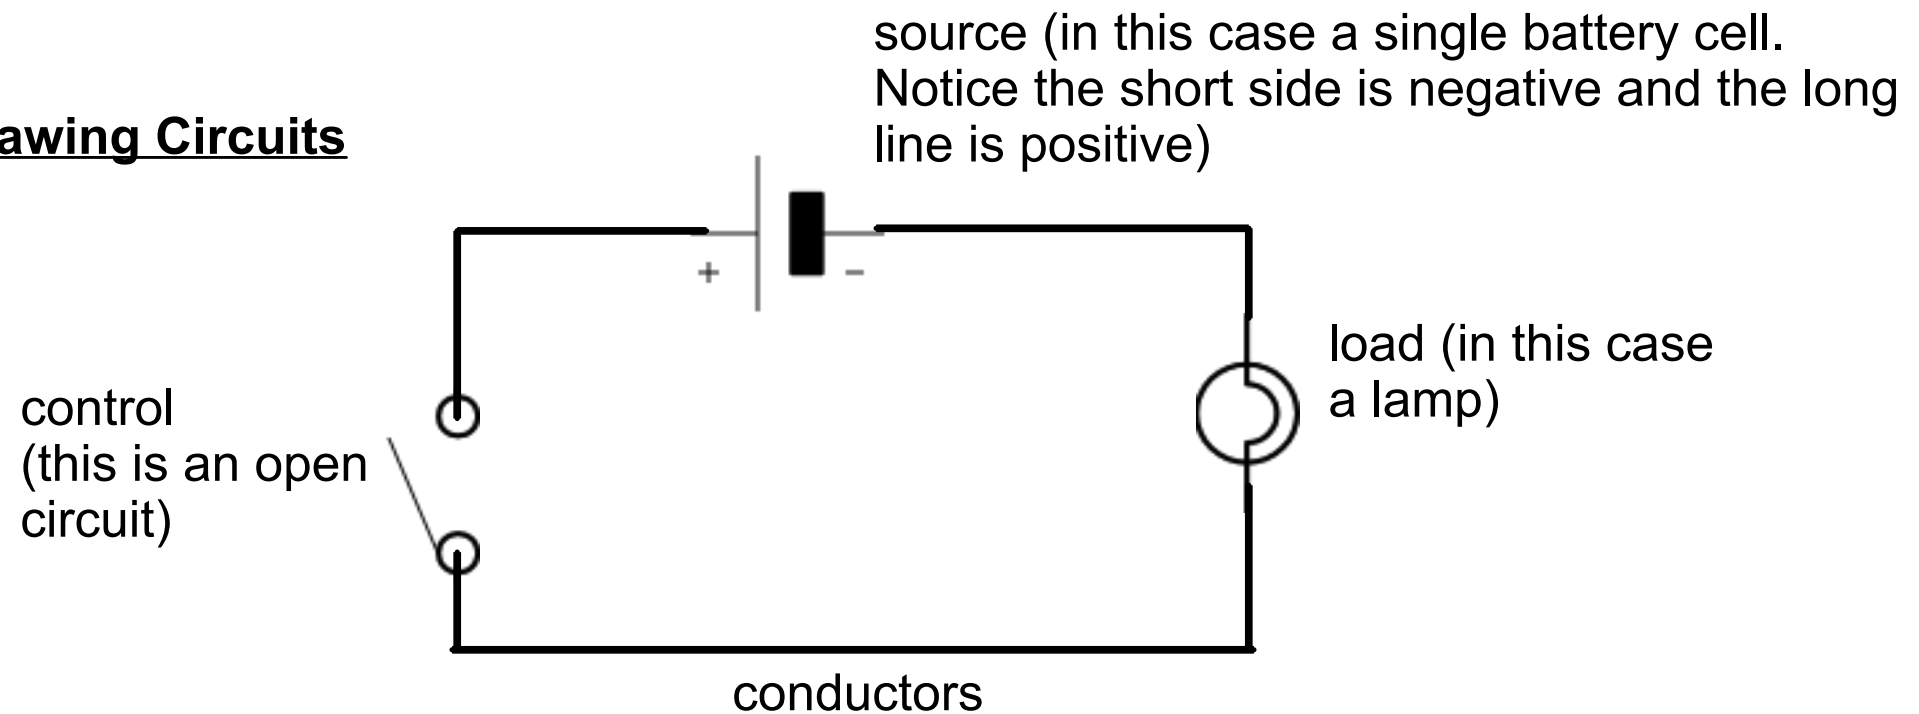 source (in this case a single battery cell.
Notice the short side is negative and the long
line is positive)
awing Circuits
+ -
load (in this case
a lamp)
control
(this is an open
circuit)
conductors